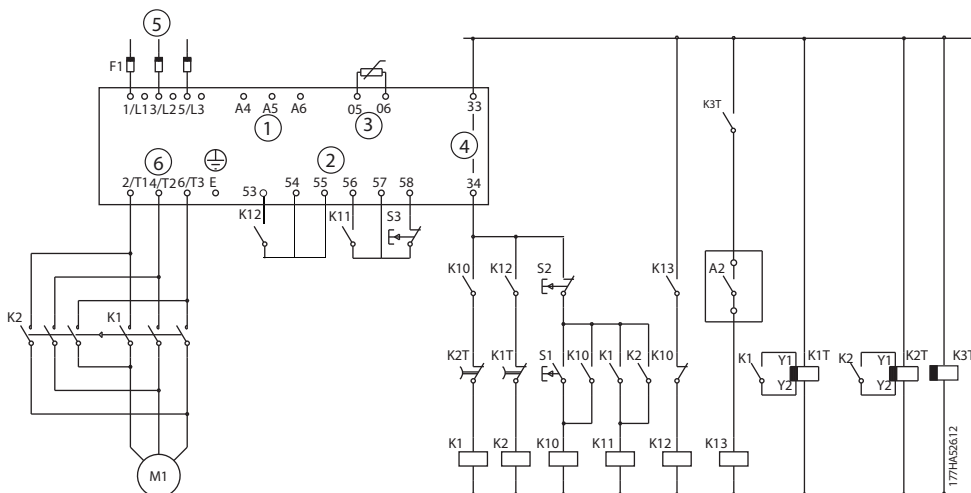 5
F1
1/L1 3/L2 5/L3 A4 A5 A6 05 06 33
1 3 4
K3T
6 2
2/T1 4/T2 6/T3 E 53 54 55 56 57 58 34
K12 K11 S3
K10 K12 S2 K13 A2
K2 K1
K2T K1T S1 K10 K1 K2 K10 K1 Y1 K1T K2 Y1 K2T K3T
Y2 Y2
K1 K2 K10 K11 K12 K13
M1
177HA526.12